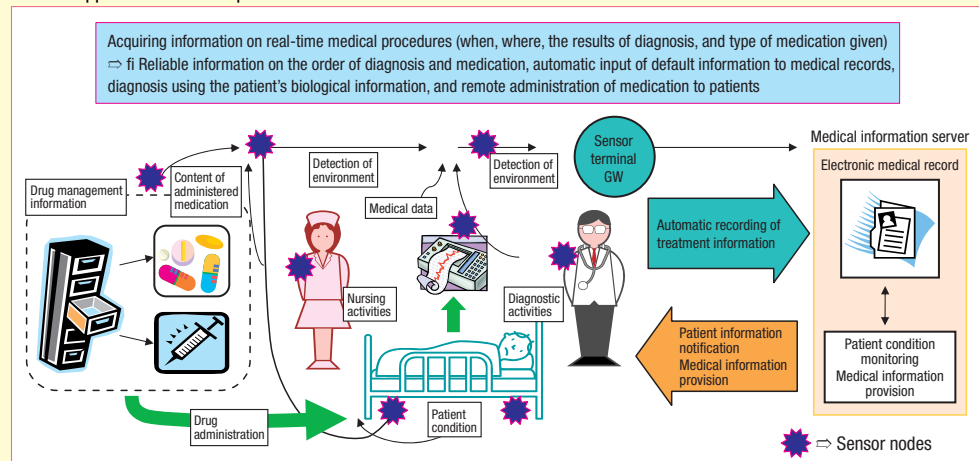 Acquiring information on real-time medical procedures (when, where, the results of diagnosis, and type of medication given)
⇨ fi Reliable information on the order of diagnosis and medication, automatic input of default information to medical records,
diagnosis using the patient's biological information, and remote administration of medication to patients
Drug management
information
Content of
administered
medication
Detection of
environment
Medical data
Detection of
environment
Sensor
terminal
GW
Medical information server
Electronic medical record
Automatic recording of
treatment information
Nursing
activities
Diagnostic
activities
Patient information
notification
Medical information
provision
Patient condition
monitoring
Medical information
provision
Drug
administration
Patient
condition
⇨ Sensor nodes